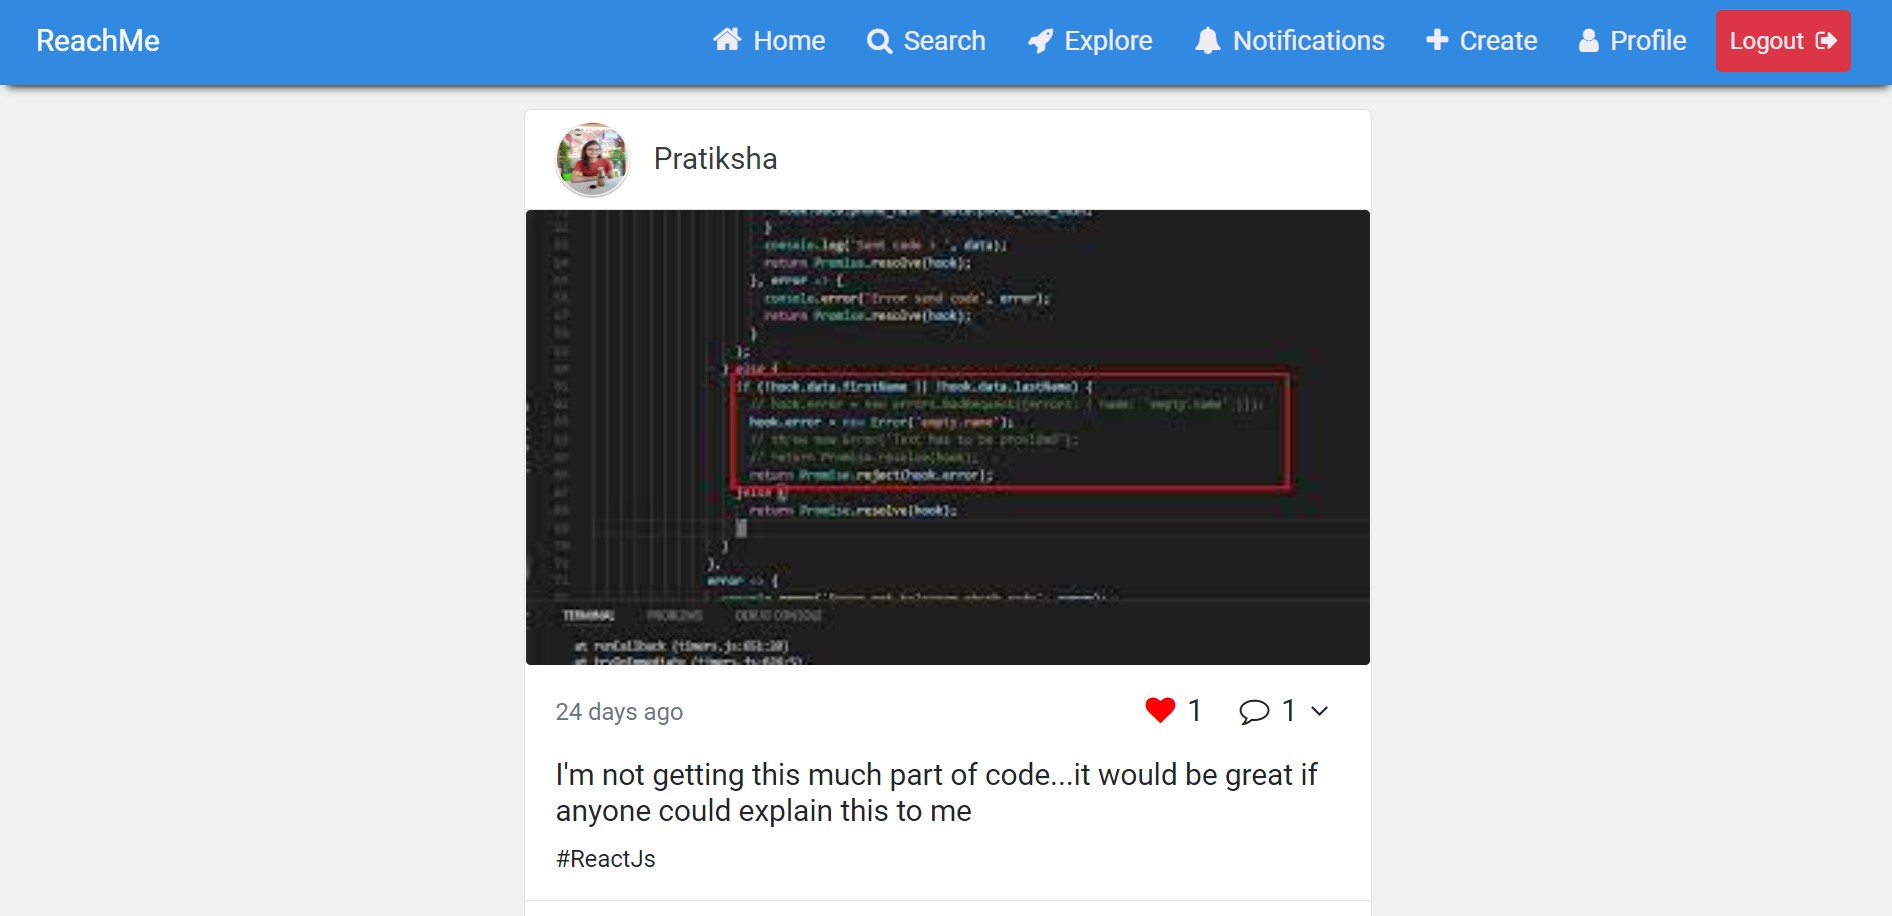 ReachMe
Home
Search
Explore
Notifications
Create
Profile
Logout
Pratiksha
}
console.log('Sent code : ', data);
return Promise.resolve(hook);
}, error => {
console.error('Error send code', error);
return Promise.resolve(hook);
}
);
} else {
if (!hook.data.firstName || !hook.data.lastName) {
// hook.error = new errors.BadRequest({errors: { name: 'empty.name' }});
hook.error = new Error('empty.name');
// throw new Error('Text has to be provided');
// return Promise.resolve(hook);
return Promise.reject(hook.error);
}else {
return Promise.resolve(hook);
}
},
error => {
TERMINAL
PROBLEMS
DEBUG CONSOLE
at runCallback (timers.js:651:20)
at tryOnImmediate
24 days ago
1
1
I'm not getting this much part of code...it would be great if
anyone could explain this to me
#ReactJs